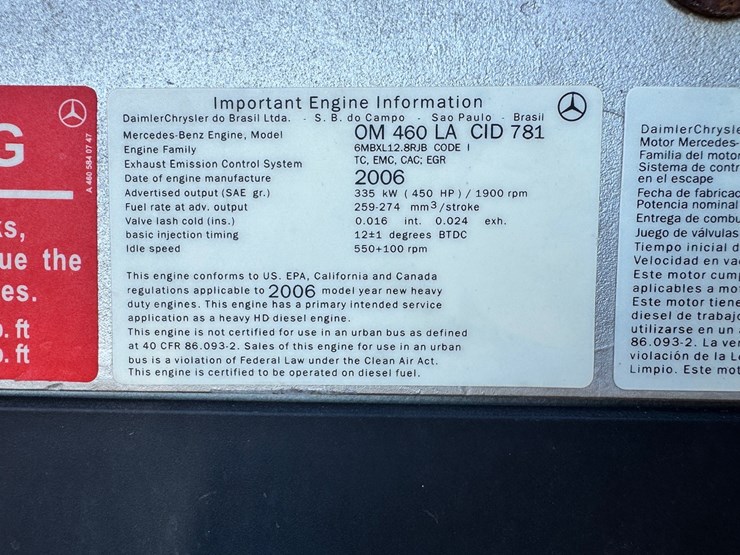 G
A 460 584 07 47
ks,
ue the
es.
o. ft
o. ft
Important Engine Information
DaimlerChrysler do Brasil Ltda. - S. B. do Campo - Sao Paulo - Brasil
Mercedes-Benz Engine, Model OM 460 LA CID 781
Engine Family 6MBXL12.8RJB CODE I
Exhaust Emission Control System TC, EMC, CAC; EGR
Date of engine manufacture 2006
Advertised output (SAE gr.) 335 kW ( 450 HP ) / 1900 rpm
Fuel rate at adv. output 259-274 mm³/stroke
Valve lash cold (ins.) 0.016 int. 0.024 exh.
basic injection timing 12±1 degrees BTDC
Idle speed 550+100 rpm
This engine conforms to US. EPA, California and Canada
regulations applicable to 2006 model year new heavy
duty engines. This engine has a primary intended service
application as a heavy HD diesel engine.
This engine is not certified for use in an urban bus as defined
at 40 CFR 86.093-2. Sales of this engine for use in an urban
bus is a violation of Federal Law under the Clean Air Act.
This engine is certified to be operated on diesel fuel.
DaimlerChrysle
Motor Mercedes-
Familia del motor
Sistema de contr
en el escape
Fecha de fabricac
Potencia nominal
Entrega de combu
Juego de válvulas
Tiempo inicial d
Velocidad en va
Este motor cump
aplicables a mo
Este motor tiene
diesel de trabajo
utilizarse en un
86.093-2. La ver
violación de la L
Limpio. Este mot